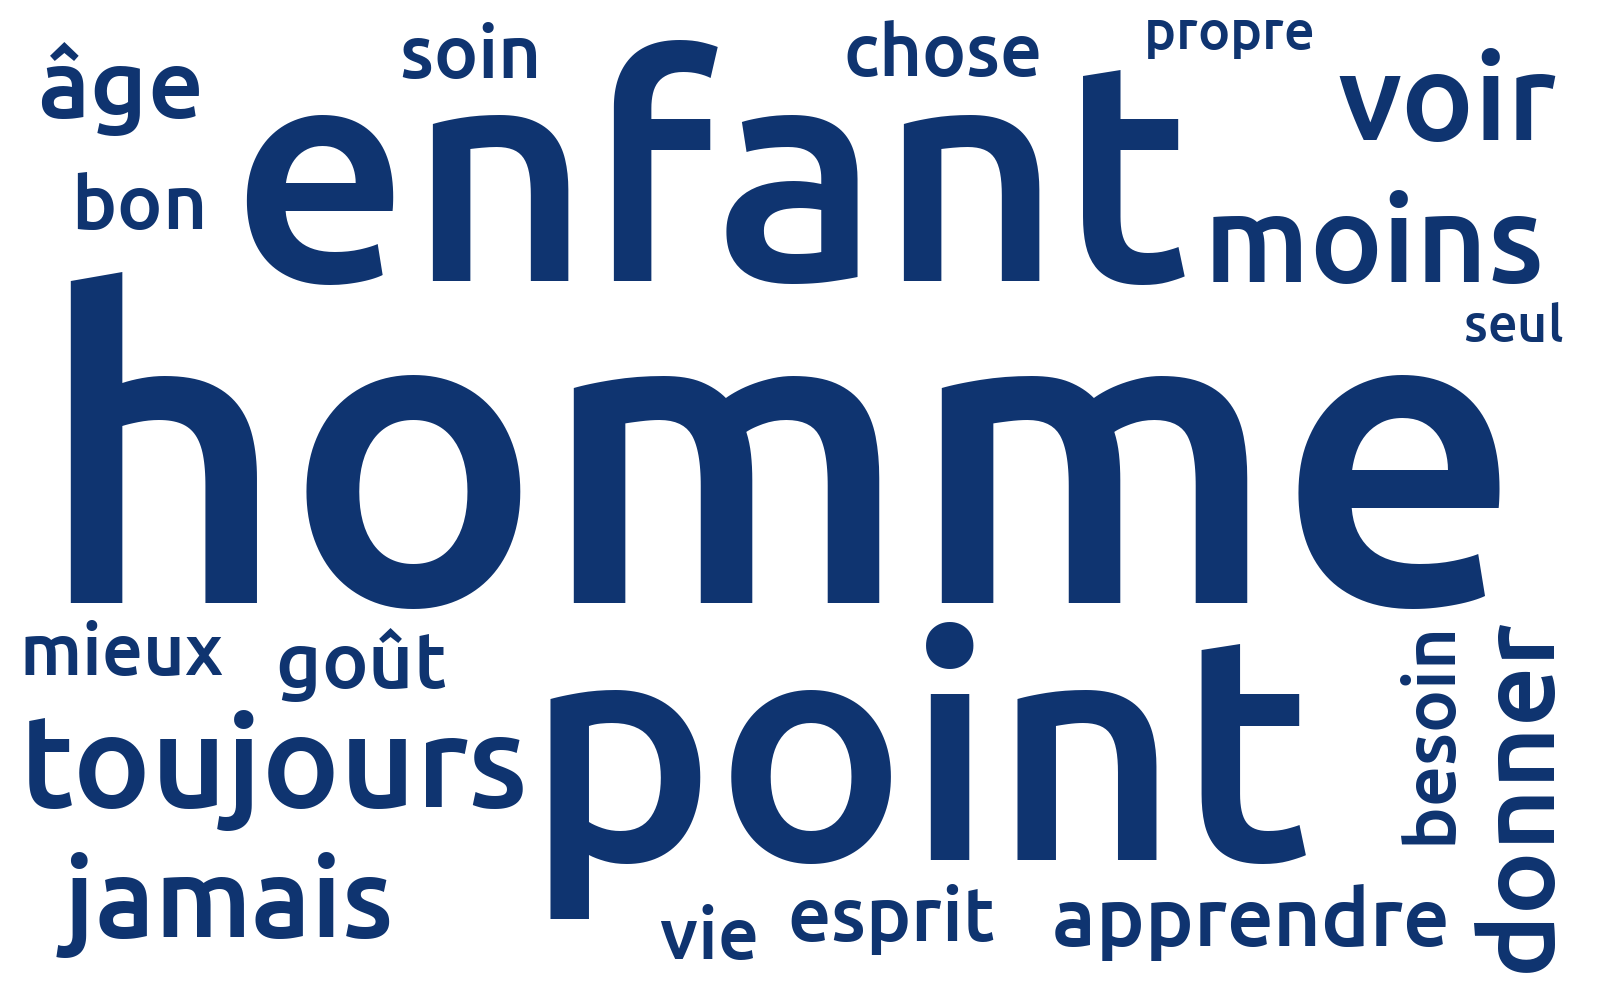 âge
soin
chose
propre
voir
enfant
bon
moins
seul
homme
mieux
goût
besoin
donner
toujours
point
jamais
vie
esprit
apprendre